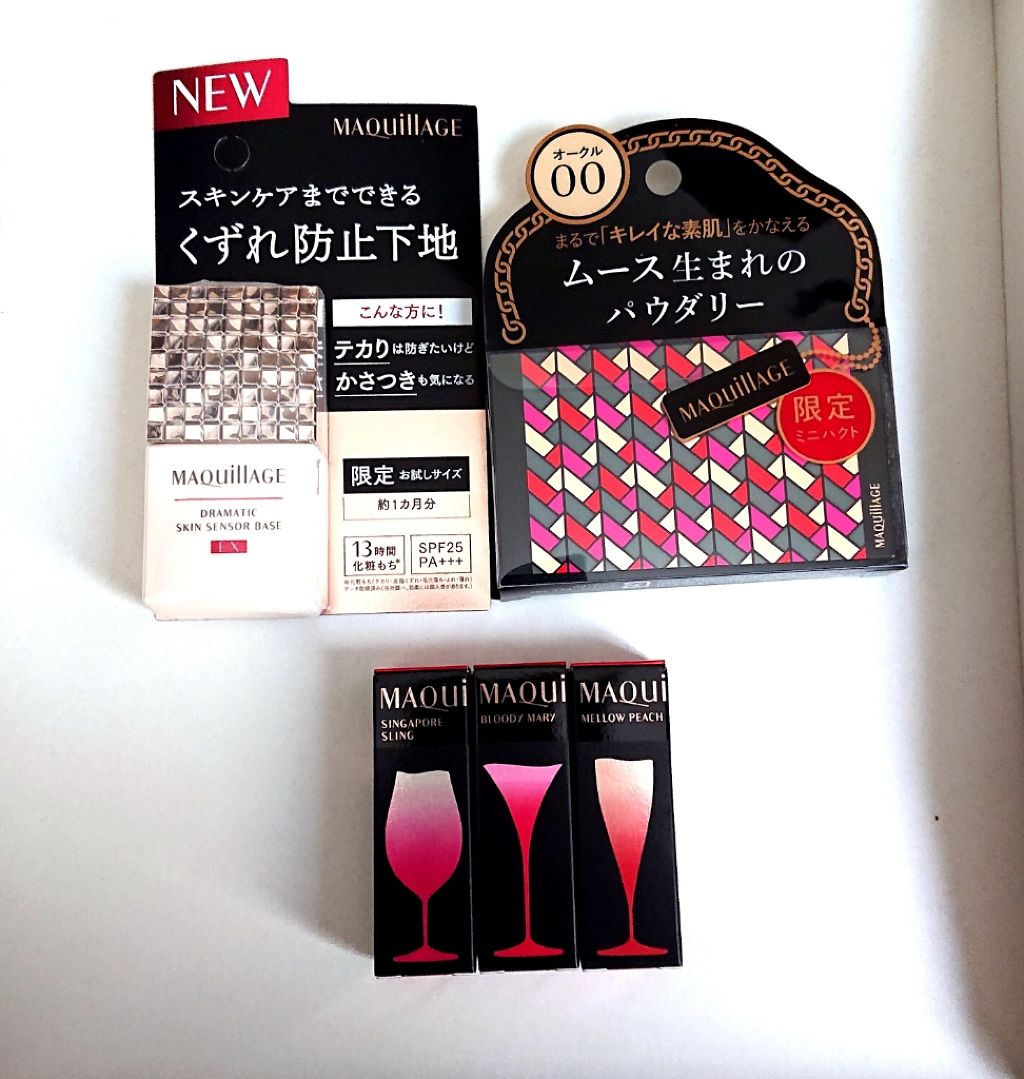 NEW
MAQuillAGE
スキンケアまでできる
くずれ防止下地
こんな方に!
テカりは防ぎたいけど
かさつきも気になる
MAQuillAGE
DRAMATIC
SKIN SENSOR BASE
EX
限定 お試しサイズ
約1カ月分
13時間
化粧もち*
SPF25
PA+++
オークル
00
まるで「キレイな素肌」をかなえる
ムース生まれの
パウダリー
MAQuillAGE
限定
ミニパクト
MAQuillAGE
MAQui
SINGAPORE
SLING
MAQui
BLOODY MARY
MAQui
MELLOW PEACH